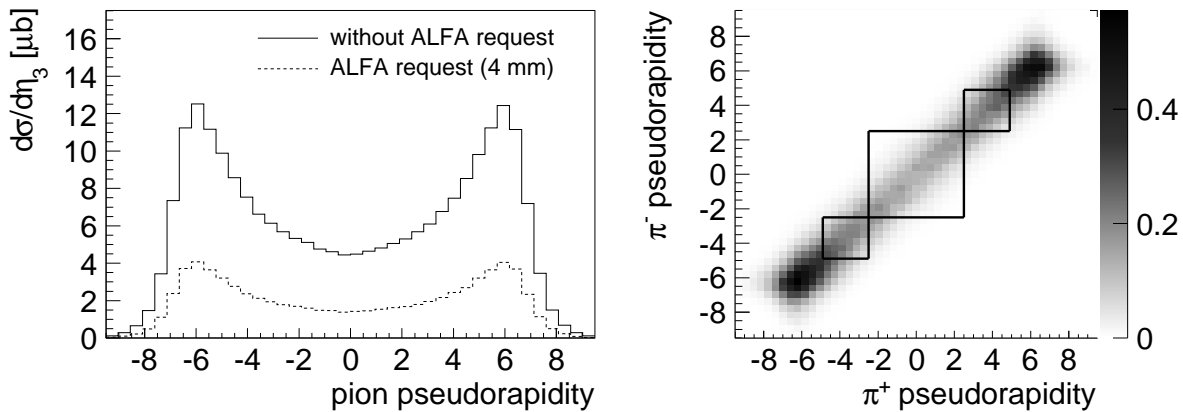 dσ/dη₃ [μb]
16
14
12
10
8
6
4
2
0
without ALFA request
ALFA request (4 mm)
-8 -6 -4 -2 0 2 4 6 8
pion pseudorapidity
π⁻ pseudorapidity
8
6
4
2
0
-2
-4
-6
-8
-8 -6 -4 -2 0 2 4 6 8
π⁺ pseudorapidity
0.4
0.2
0